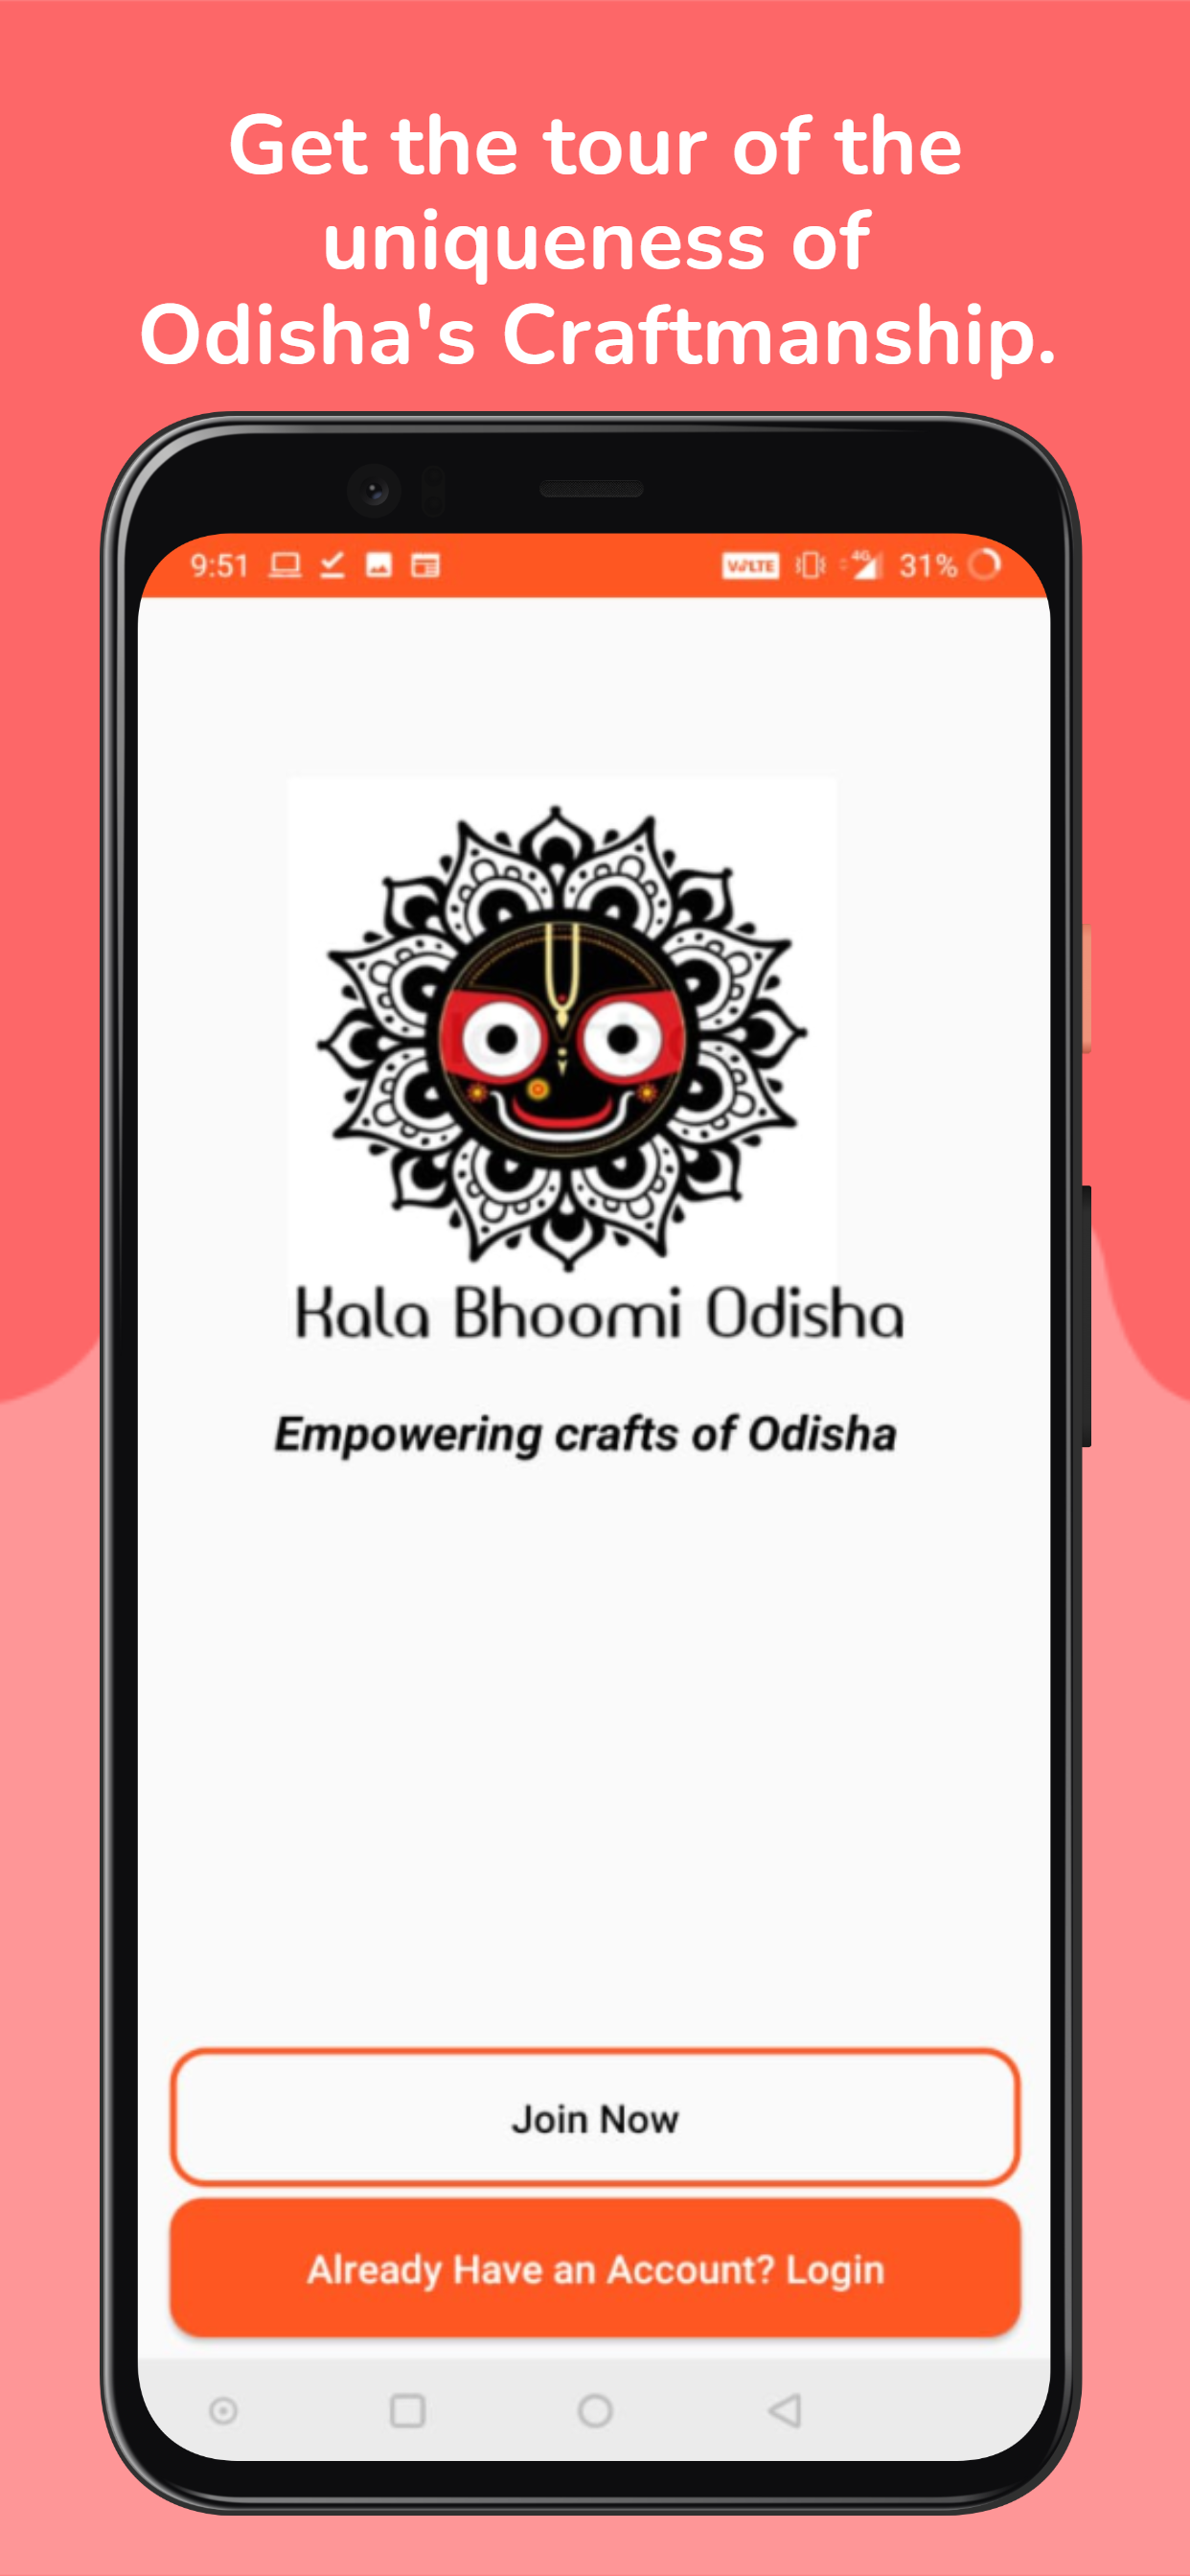 Get the tour of the
uniqueness of
Odisha's Craftmanship.
9:51
VoLTE 4G 31%
Kala Bhoomi Odisha
Empowering crafts of Odisha
Join Now
Already Have an Account? Login